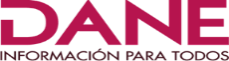 DANE
INFORMACIÓN PARA TODOS